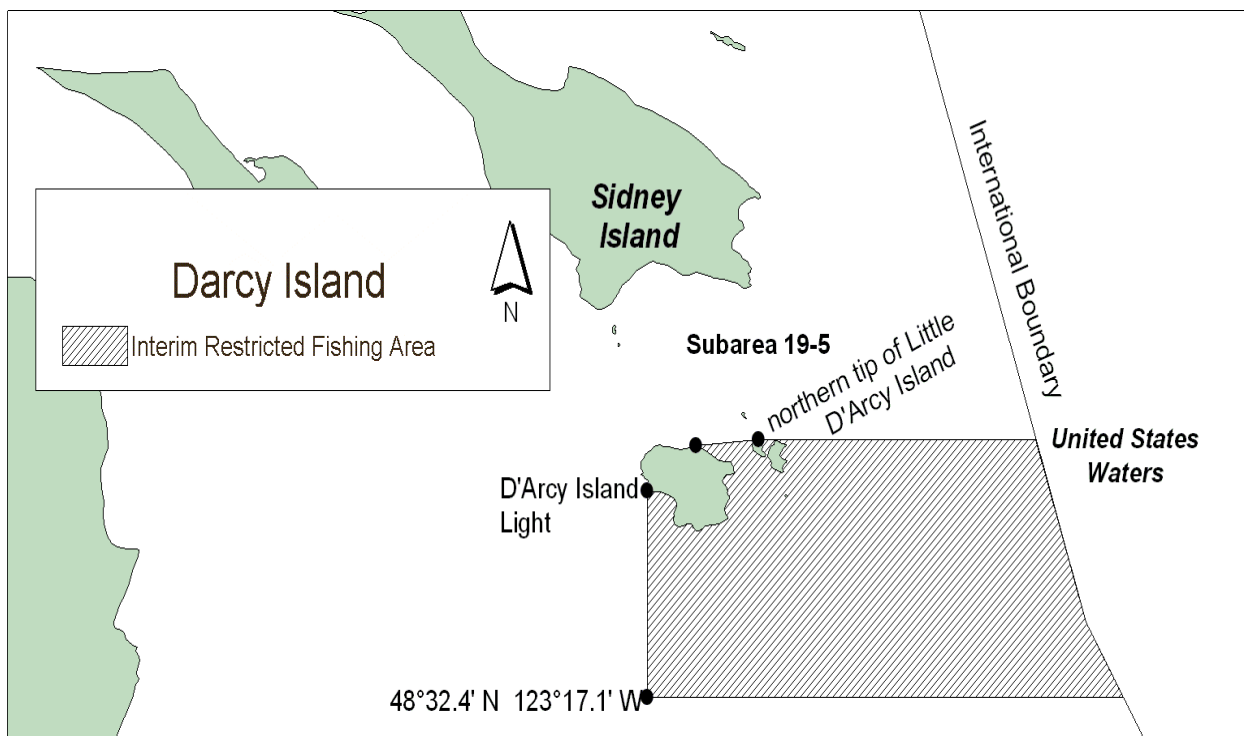 Sidney
Island
International Boundary
Darcy Island
N
Interim Restricted Fishing Area
Subarea 19-5
northern tip of Little
D'Arcy Island
United States
Waters
D'Arcy Island
Light
48°32.4' N 123°17.1' W